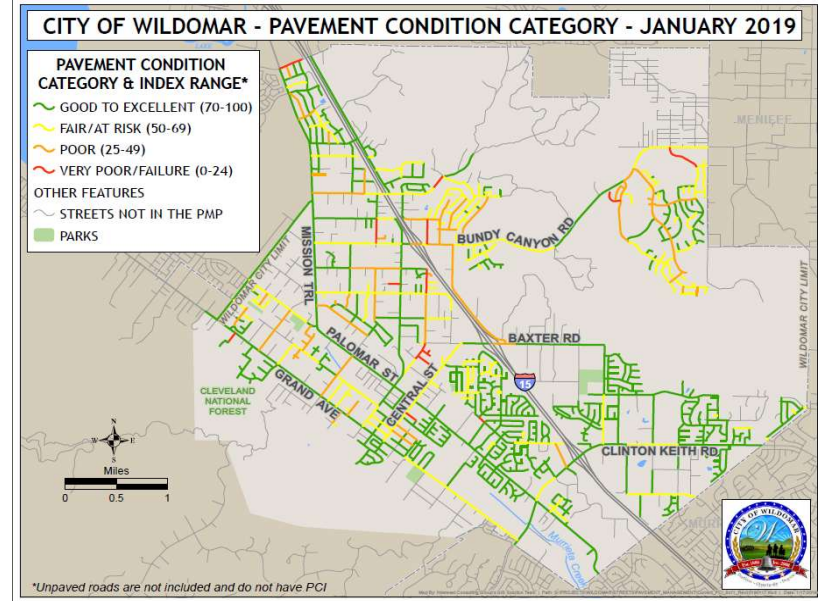 CITY OF WILDOMAR - PAVEMENT CONDITION CATEGORY - JANUARY 2019
PAVEMENT CONDITION
CATEGORY & INDEX RANGE*
GOOD TO EXCELLENT (70-100)
FAIR/AT RISK (50-69)
POOR (25-49)
VERY POOR/FAILURE (0-24)
OTHER FEATURES
STREETS NOT IN THE PMP
PARKS
MENIFEE
BUNDY CANYON RD
MISSION TRL
WILDOMAR CITY LIMIT
WILDOMAR CITY LIMIT
BAXTER RD
PALOMAR ST
CENTRAL ST
GRAND AVE
15
CLEVELAND
NATIONAL
FOREST
N
W E
S
CLINTON KEITH RD
Miles
0 0.5 1
Murrieta Creek
CITY OF WILDOMAR
*Unpaved roads are not included and do not have PCI